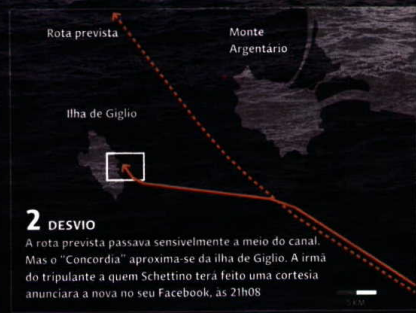 Rota prevista
Monte
Argentário
Ilha de Giglio
2 DESVIO
A rota prevista passava sensivelmente a meio do canal.
Mas o "Concordia" aproxima-se da ilha de Giglio. A irmã
do tripulante a quem Schettino terá feito uma cortesia
anunciara a nova no seu Facebook, às 21h08